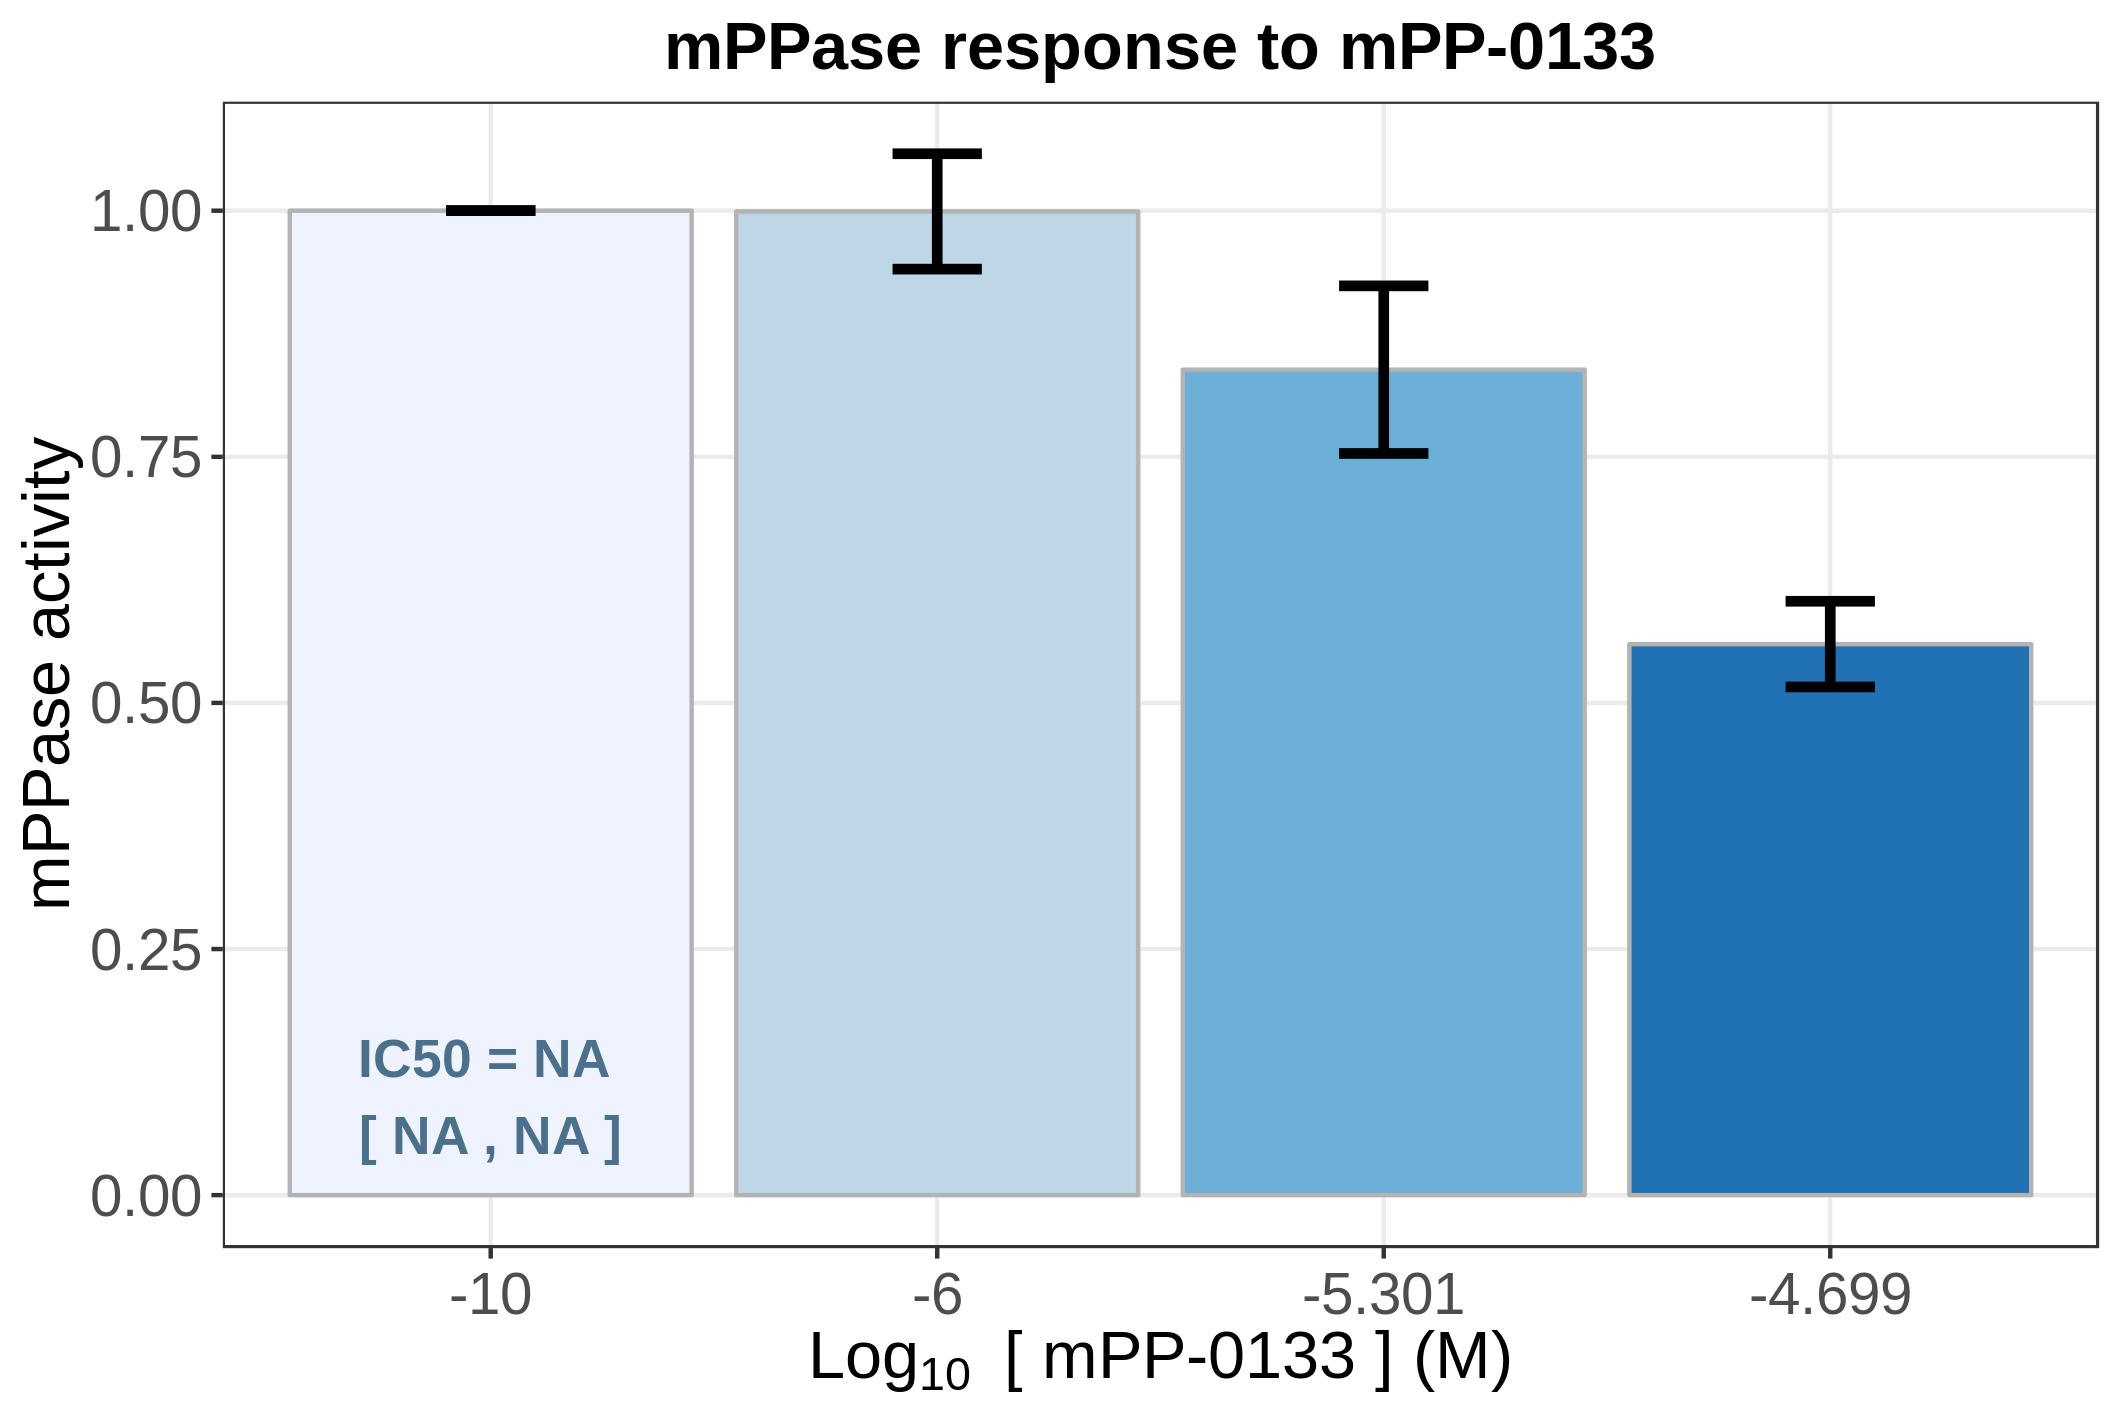 mPPase response to mPP-0133
mPPase activity
1.00
0.75
0.50
0.25
0.00
IC50 = NA
[ NA , NA ]
-10
-6
-5.301
-4.699
Log₁₀ [ mPP-0133 ] (M)